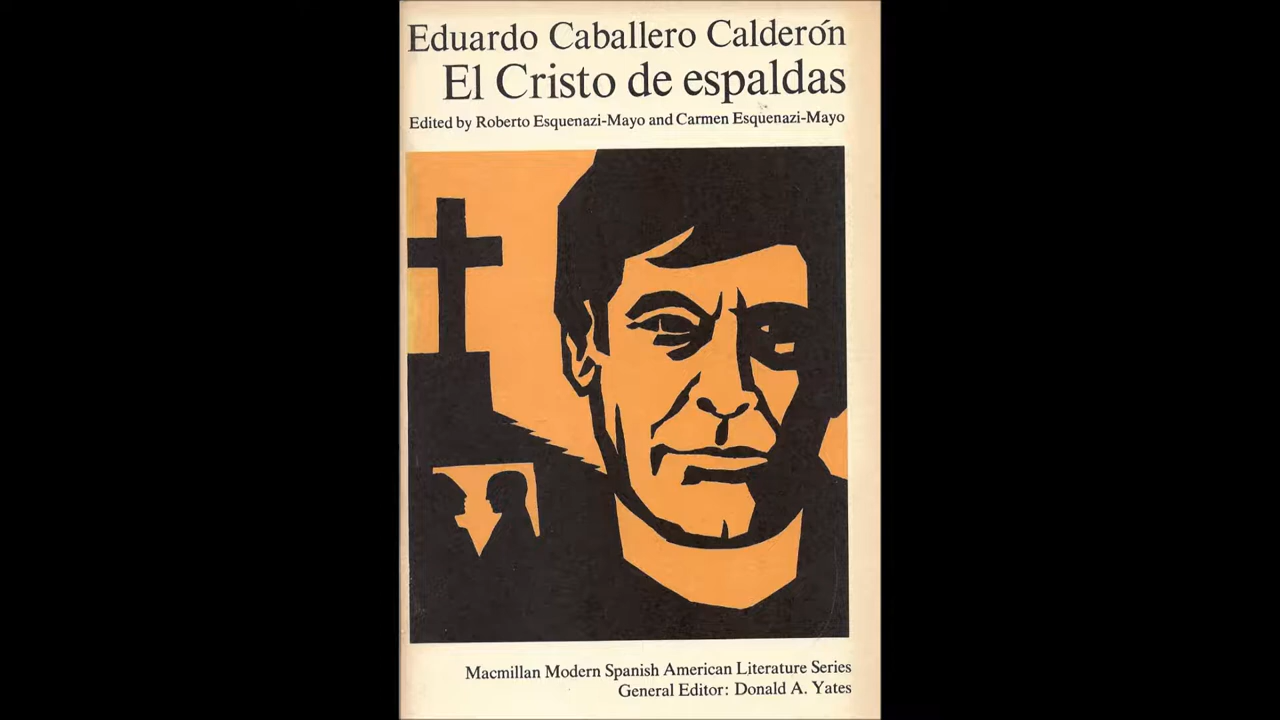 Eduardo Caballero Calderón
El Cristo de espaldas
Edited by Roberto Esquenazi-Mayo and Carmen Esquenazi-Mayo
Macmillan Modern Spanish American Literature Series
General Editor: Donald A. Yates